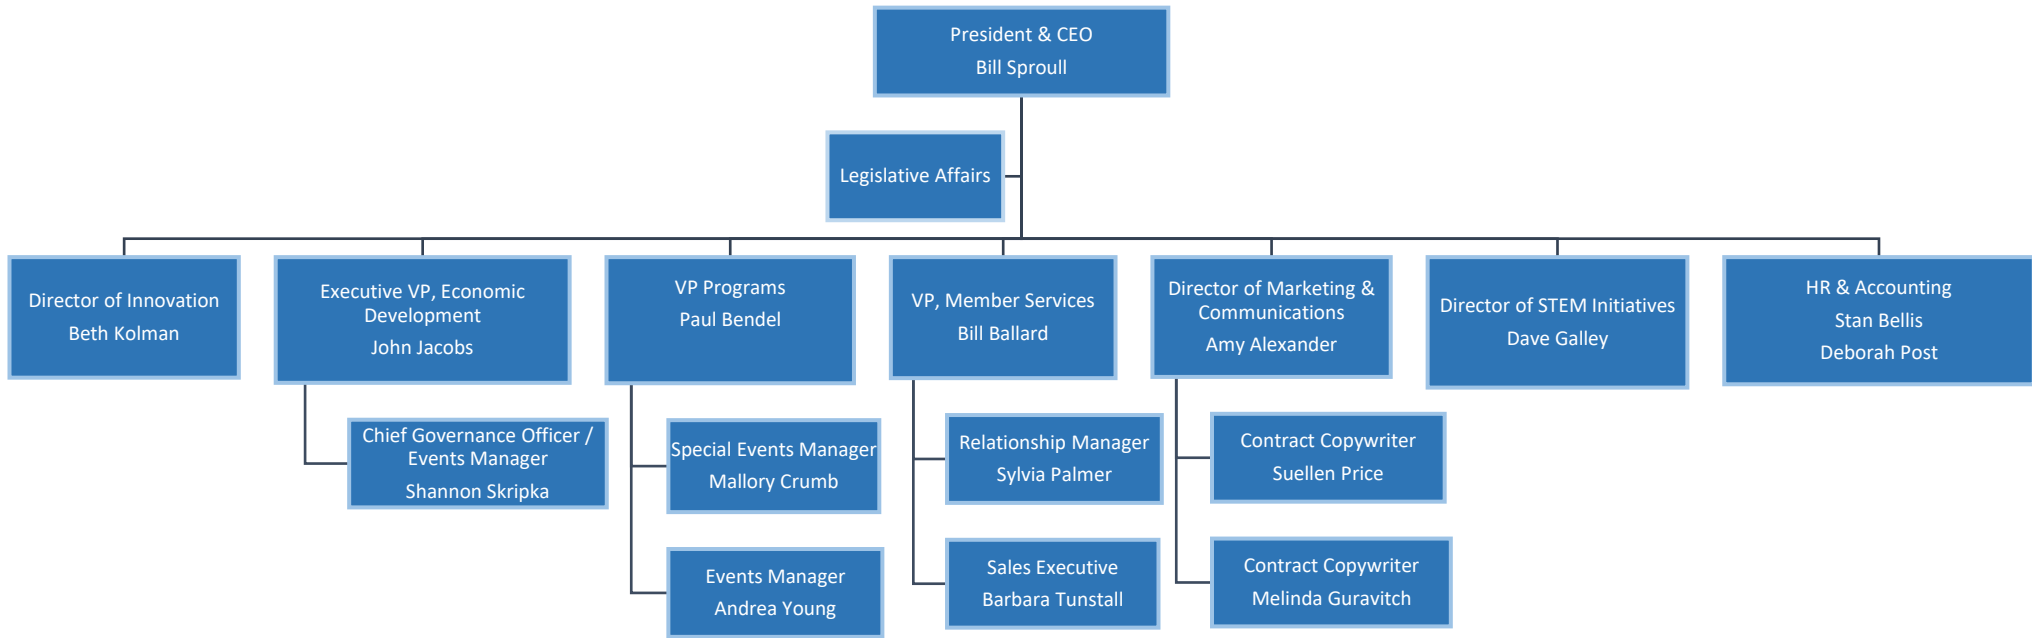 President & CEO
Bill Sproull
Legislative Affairs
Director of Innovation
Beth Kolman
Executive VP, Economic
Development
John Jacobs
VP Programs
Paul Bendel
VP, Member Services
Bill Ballard
Director of Marketing &
Communications
Amy Alexander
Director of STEM Initiatives
Dave Galley
HR & Accounting
Stan Bellis
Deborah Post
Chief Governance Officer /
Events Manager
Shannon Skripka
Special Events Manager
Mallory Crumb
Relationship Manager
Sylvia Palmer
Contract Copywriter
Suellen Price
Events Manager
Andrea Young
Sales Executive
Barbara Tunstall
Contract Copywriter
Melinda Guravitch